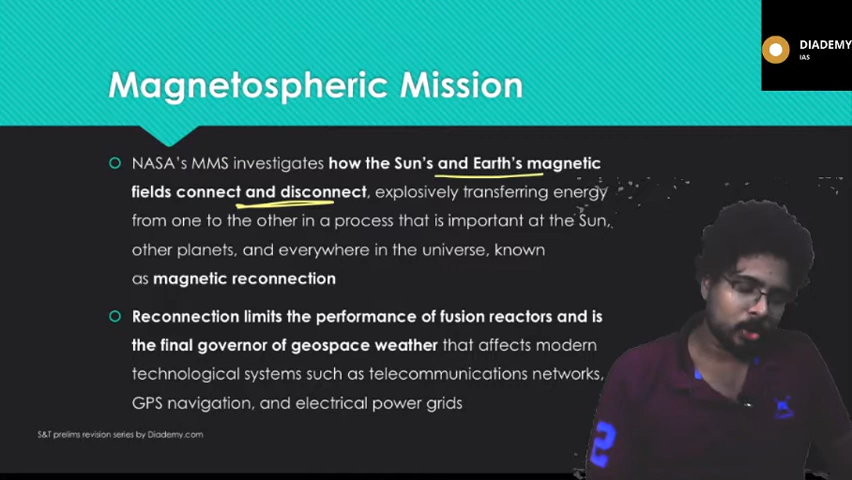 DIADEMY
IAS
Magnetospheric Mission
NASA's MMS investigates how the Sun's and Earth's magnetic
fields connect and disconnect, explosively transferring energy
from one to the other in a process that is important at the Sun,
other planets, and everywhere in the universe, known
as magnetic reconnection
Reconnection limits the performance of fusion reactors and is
the final governor of geospace weather that affects modern
technological systems such as telecommunications networks,
GPS navigation, and electrical power grids
S&T prelims revision series by Diademy.com
2